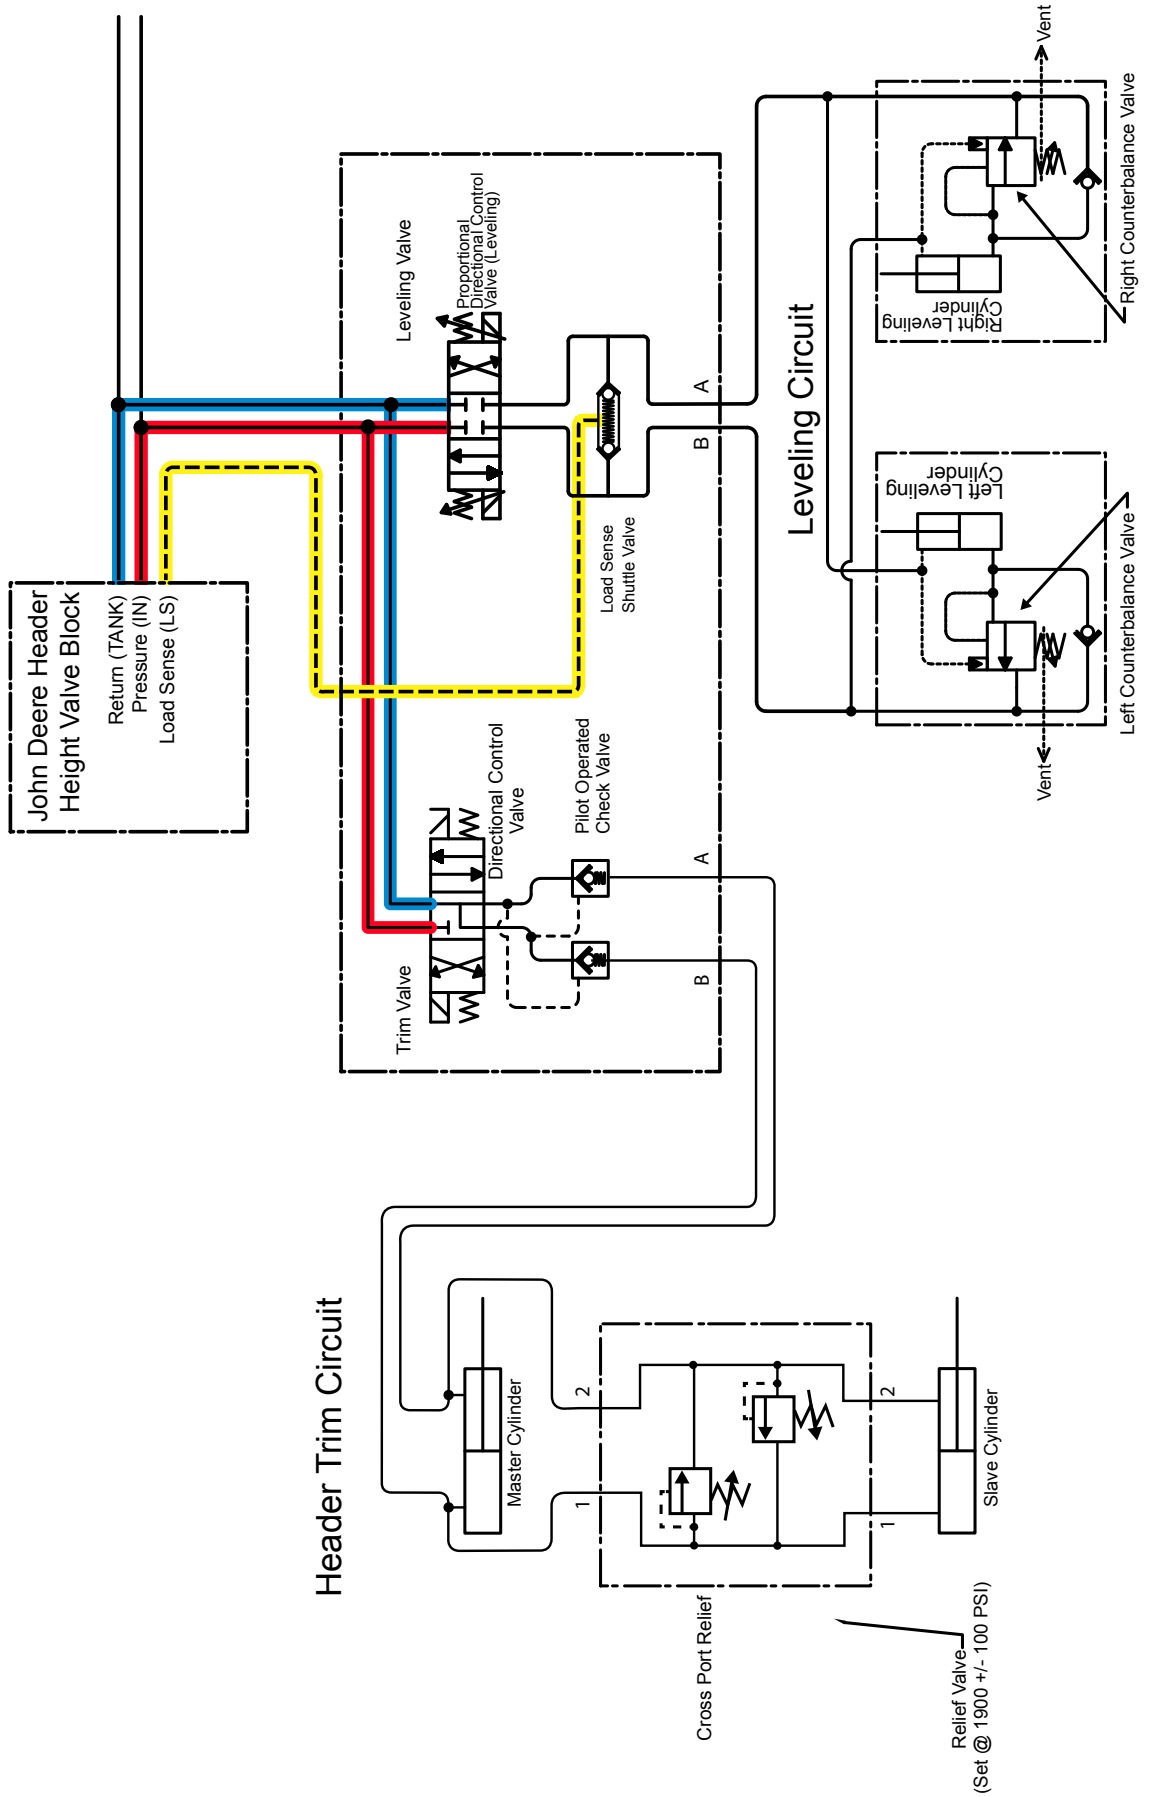 John Deere Header
Height Valve Block
Return (TANK)
Pressure (IN)
Load Sense (LS)
Leveling Valve
Proportional
Directional Control
Valve (Leveling)
Load Sense
Shuttle Valve
A
B
Trim Valve
Directional Control
Valve
Pilot Operated
Check Valve
A
B
Leveling Circuit
Right Leveling
Cylinder
Vent
Right Counterbalance Valve
Left Leveling
Cylinder
Vent
Left Counterbalance Valve
Header Trim Circuit
Master Cylinder
2
1
2
1
Slave Cylinder
Cross Port Relief
Relief Valve
(Set @ 1900 +/- 100 PSI)